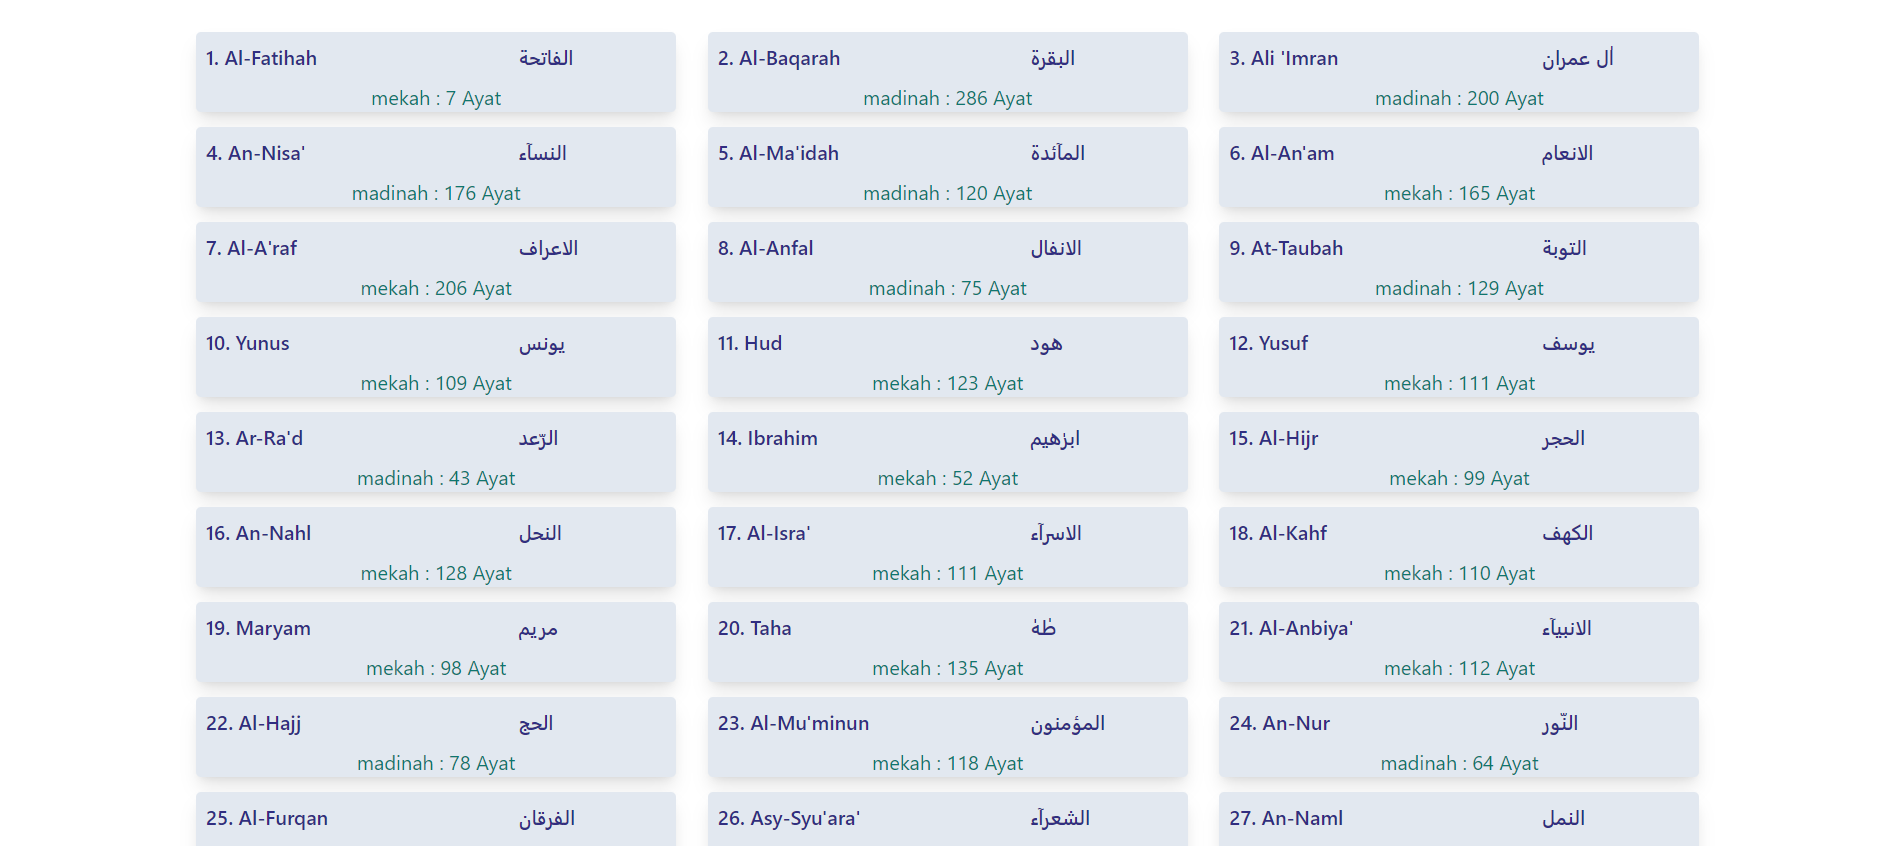 1. Al-Fatihah الفاتحة
mekah : 7 Ayat
2. Al-Baqarah البقرة
madinah : 286 Ayat
3. Ali 'Imran اٰل عمران
madinah : 200 Ayat
4. An-Nisa' النساۤء
madinah : 176 Ayat
5. Al-Ma'idah الماۤئدة
madinah : 120 Ayat
6. Al-An'am الانعام
mekah : 165 Ayat
7. Al-A'raf الاعراف
mekah : 206 Ayat
8. Al-Anfal الانفال
madinah : 75 Ayat
9. At-Taubah التوبة
madinah : 129 Ayat
10. Yunus يونس
mekah : 109 Ayat
11. Hud هود
mekah : 123 Ayat
12. Yusuf يوسف
mekah : 111 Ayat
13. Ar-Ra'd الرّعد
madinah : 43 Ayat
14. Ibrahim ابرٰهيم
mekah : 52 Ayat
15. Al-Hijr الحجر
mekah : 99 Ayat
16. An-Nahl النحل
mekah : 128 Ayat
17. Al-Isra' الاسراۤء
mekah : 111 Ayat
18. Al-Kahf الكهف
mekah : 110 Ayat
19. Maryam مريم
mekah : 98 Ayat
20. Taha طٰهٰ
mekah : 135 Ayat
21. Al-Anbiya' الانبياۤء
mekah : 112 Ayat
22. Al-Hajj الحج
madinah : 78 Ayat
23. Al-Mu'minun المؤمنون
mekah : 118 Ayat
24. An-Nur النّور
madinah : 64 Ayat
25. Al-Furqan الفرقان
26. Asy-Syu'ara' الشعراۤء
27. An-Naml النمل